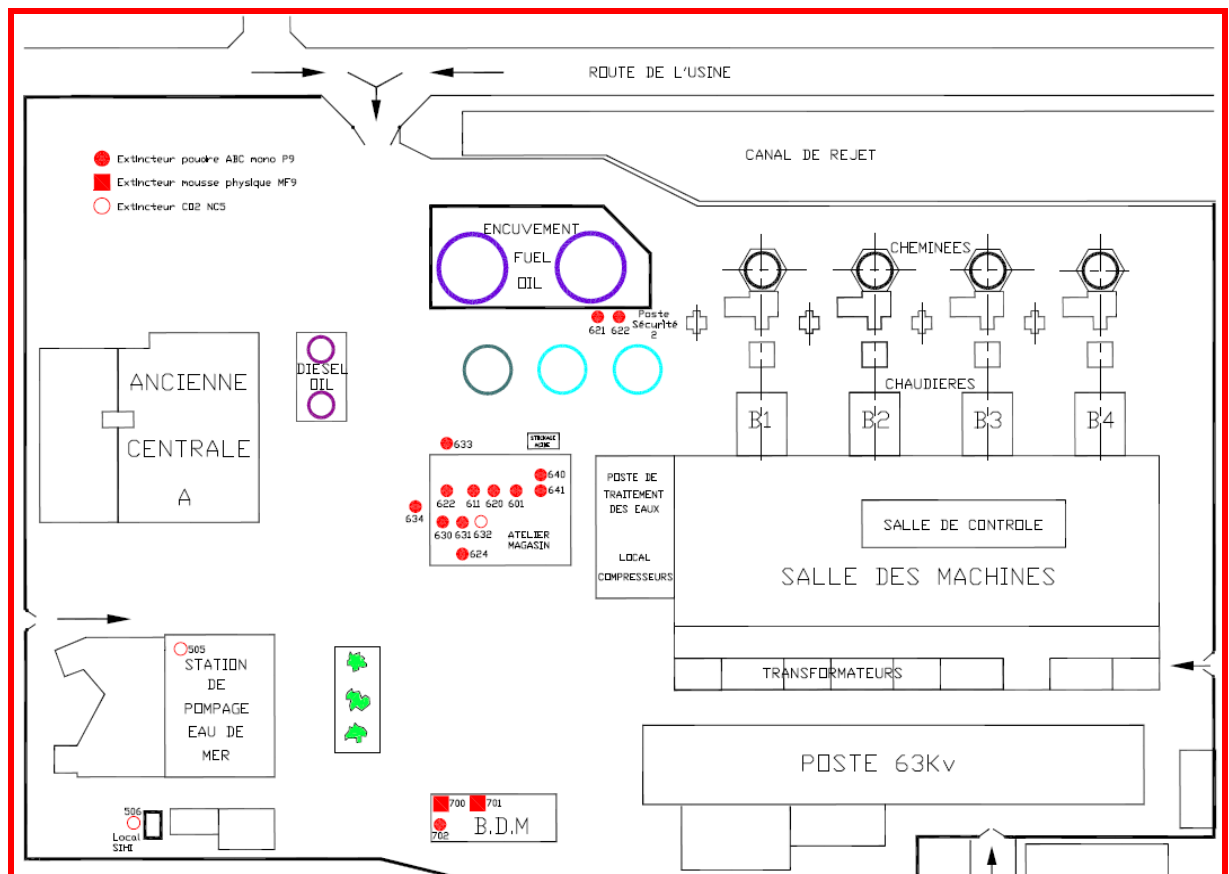 ROUTE DE L'USINE
CANAL DE REJET
Extincteur poudre ABC mono P9
Extincteur mousse physique MF9
Extincteur CO2 NC5
ENCUVEMENT
FUEL
OIL
CHEMINEES
621
622
Poste
Sécurité
2
DIESEL
OIL
ANCIENNE
CENTRALE
A
CHAUDIERES
B1
B2
B3
B4
STOCKAGE
ACIDE
633
640
641
622
611
620
601
634
630
631
632
624
ATELIER
MAGASIN
POSTE DE
TRAITEMENT
DES EAUX
LOCAL
COMPRESSEURS
SALLE DE CONTROLE
SALLE DES MACHINES
TRANSFORMATEURS
505
STATION
DE
POMPAGE
EAU DE
MER
POSTE 63Kv
506
Local
SIHI
700
701
702
B.D.M